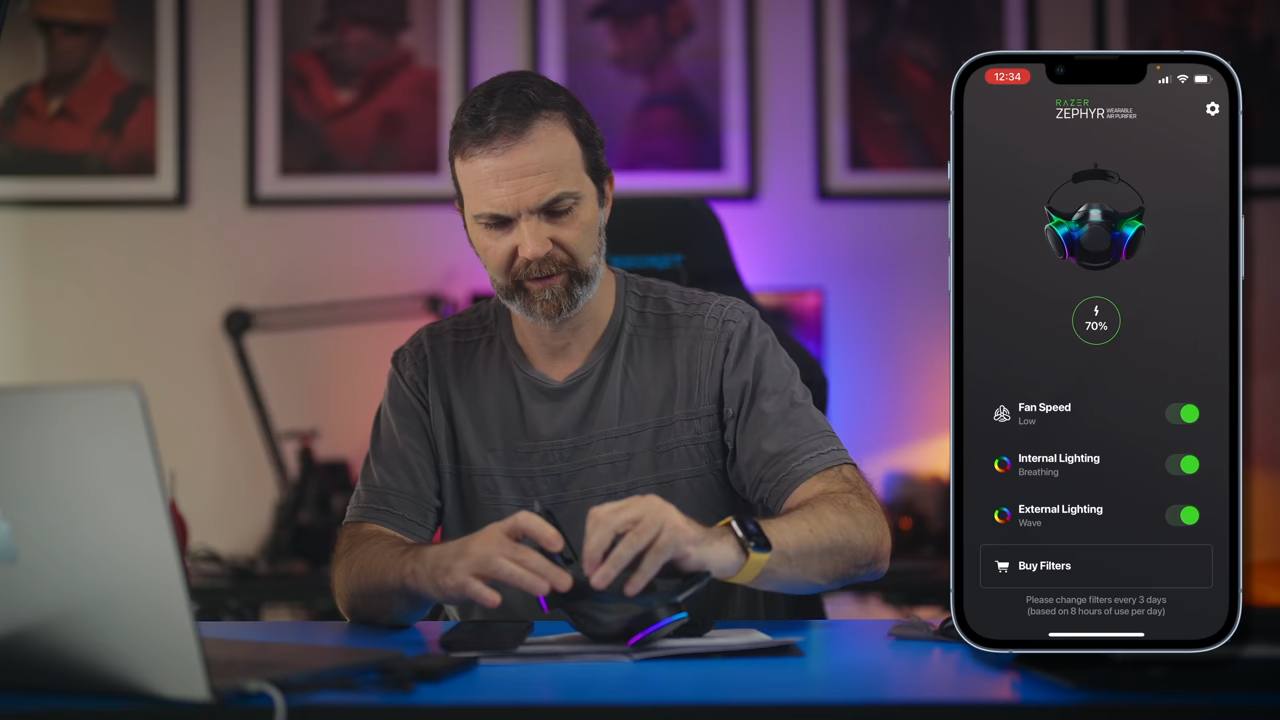 12:34
RAZER
ZEPHYR WEARABLE
AIR PURIFIER
70%
Fan Speed
Low
Internal Lighting
Breathing
External Lighting
Wave
Buy Filters
Please change filters every 3 days
(based on 8 hours of use per day)